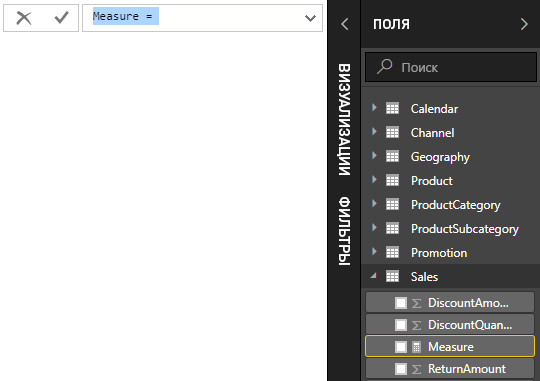 Measure =
ПОЛЯ
Поиск
ВИЗУАЛИЗАЦИИ
ФИЛЬТРЫ
Calendar
Channel
Geography
Product
ProductCategory
ProductSubcategory
Promotion
Sales
DiscountAmo...
DiscountQuan...
Measure
ReturnAmount